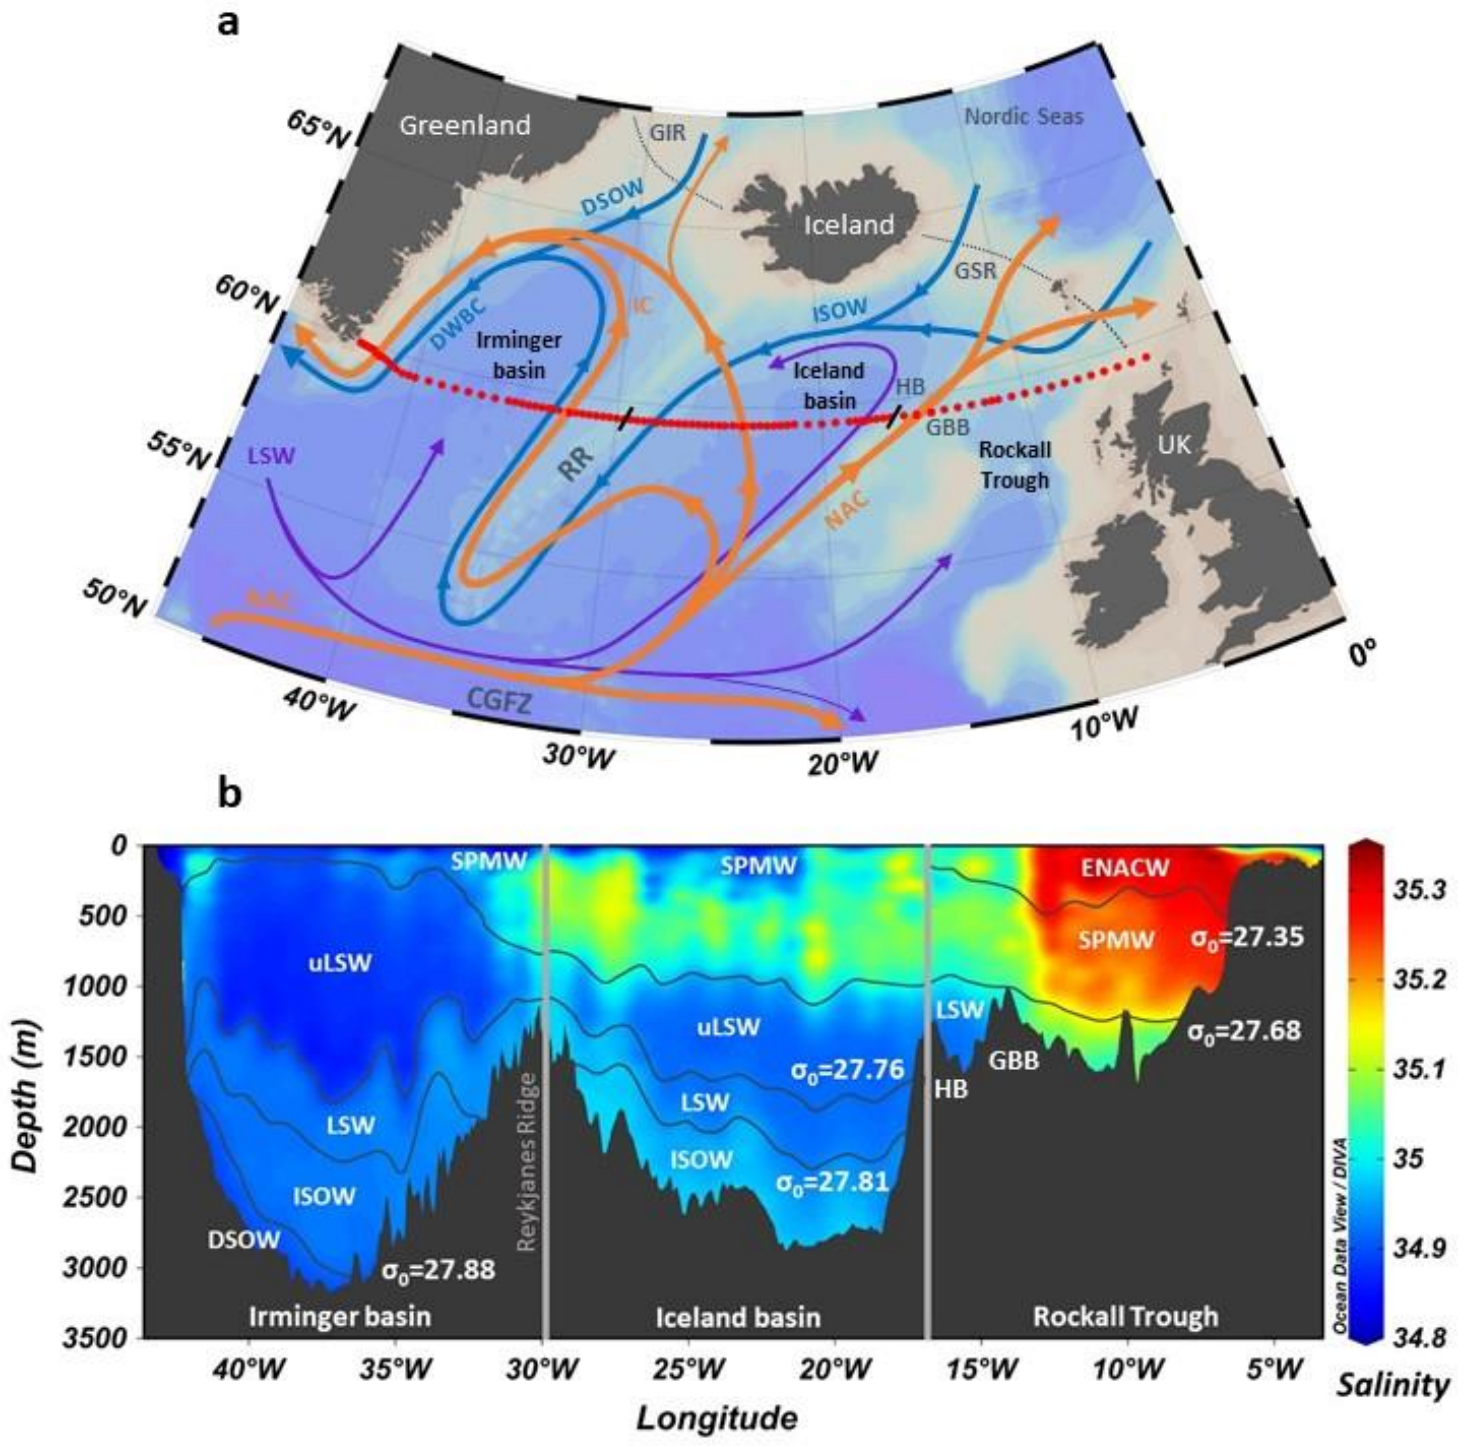 a
Greenland
GIR
Nordic Seas
65°N
DSOW
Iceland
GSR
60°N
IC
ISOW
DWBC
Irminger
basin
Iceland
basin
HB
GBB
55°N
LSW
RR
Rockall
Trough
UK
NAC
50°N
NAC
0°
CGFZ
40°W
10°W
30°W
20°W
b
0
500
1000
1500
2000
2500
3000
3500
Depth (m)
SPMW
SPMW
ENACW
SPMW
σ0=27.35
uLSW
uLSW
LSW
σ0=27.68
σ0=27.76
GBB
HB
LSW
LSW
ISOW
σ0=27.81
ISOW
DSOW
σ0=27.88
Reykjanes Ridge
Irminger basin
Iceland basin
Rockall Trough
40°W
35°W
30°W
25°W
20°W
15°W
10°W
5°W
Longitude
35.3
35.2
35.1
35
34.9
34.8
Ocean Data View / DIVA
Salinity